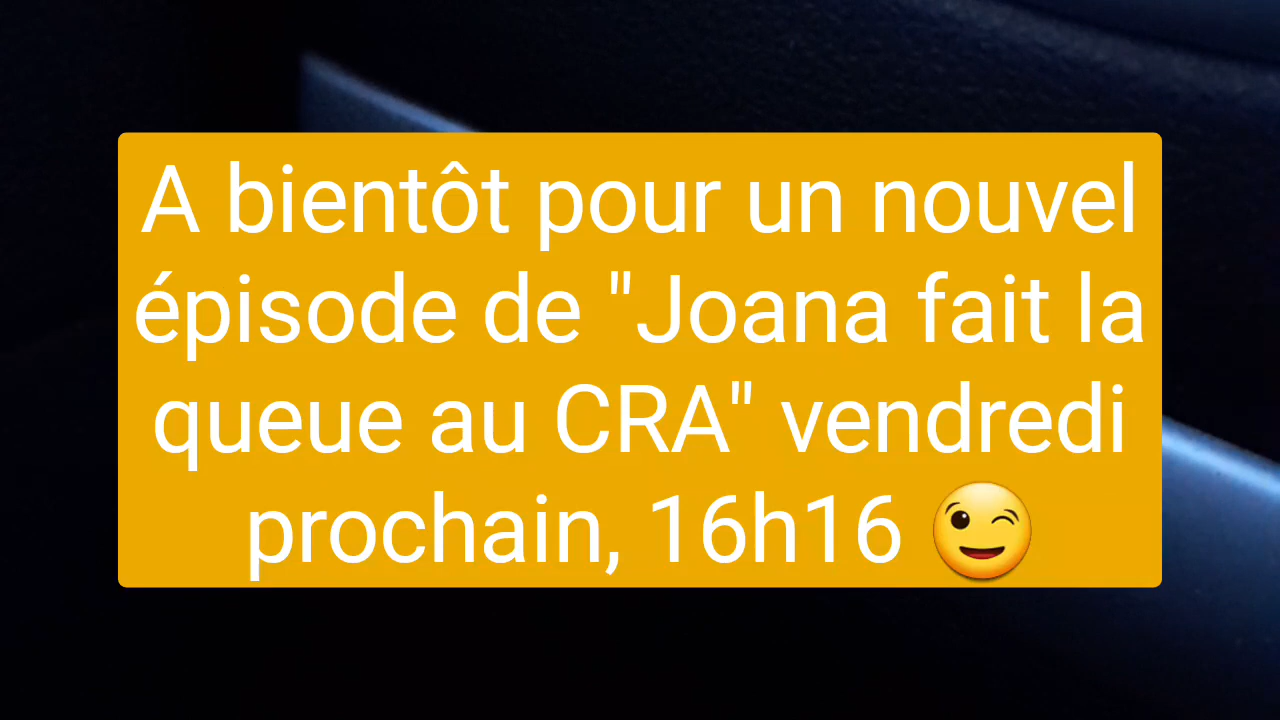 A bientôt pour un nouvel
épisode de "Joana fait la
queue au CRA" vendredi
prochain, 16h16 😉